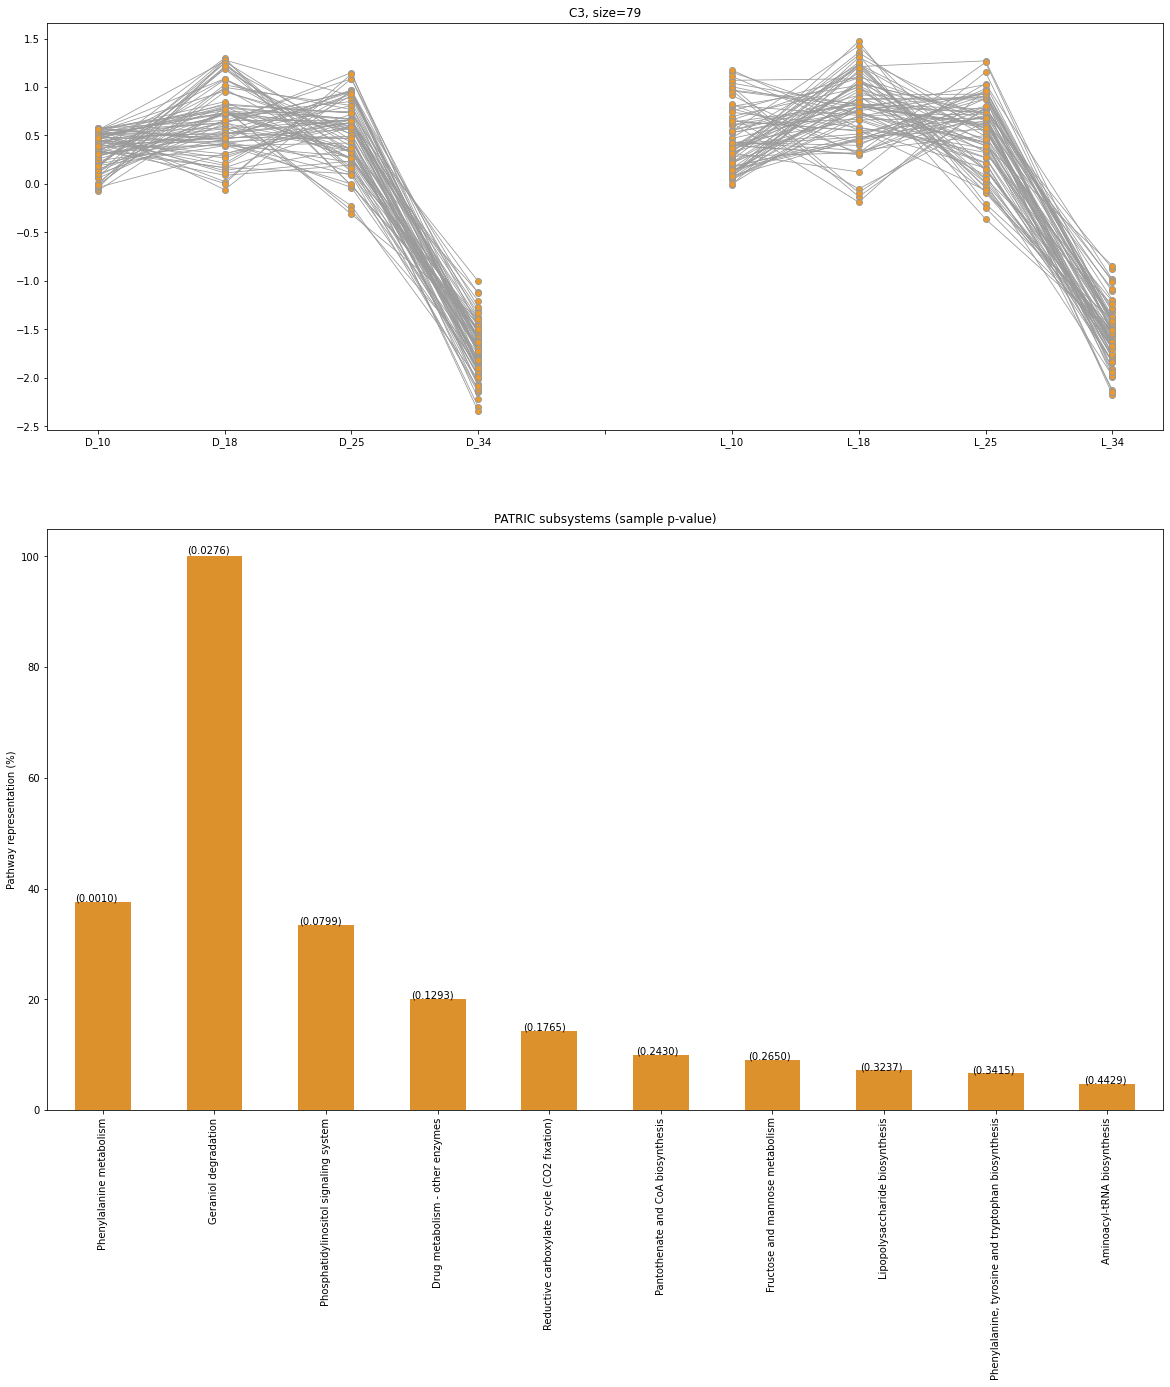 C3, size=79
1.5
1.0
0.5
0.0
−0.5
−1.0
−1.5
−2.0
−2.5
D_10 D_18 D_25 D_34 L_10 L_18 L_25 L_34
PATRIC subsystems (sample p-value)
Pathway representation (%)
100
80
60
40
20
0
(0.0010)
(0.0276)
(0.0799)
(0.1293)
(0.1765)
(0.2430)
(0.2650)
(0.3237)
(0.3415)
(0.4429)
Phenylalanine metabolism
Geraniol degradation
Phosphatidylinositol signaling system
Drug metabolism - other enzymes
Reductive carboxylate cycle (CO2 fixation)
Pantothenate and CoA biosynthesis
Fructose and mannose metabolism
Lipopolysaccharide biosynthesis
Phenylalanine, tyrosine and tryptophan biosynthesis
Aminoacyl-tRNA biosynthesis